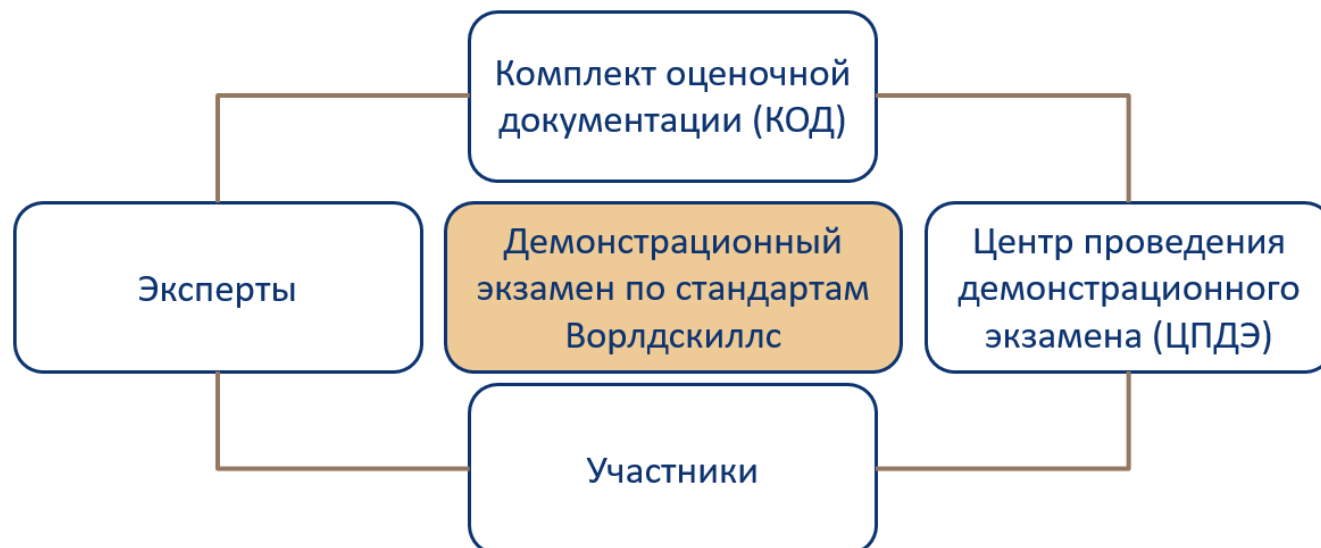 Комплект оценочной
документации (КОД)
Эксперты
Демонстрационный
экзамен по стандартам
Ворлдскиллс
Центр проведения
демонстрационного
экзамена (ЦПДЭ)
Участники